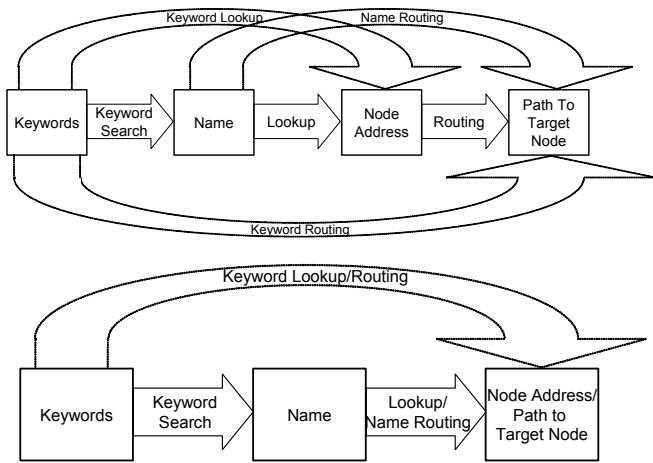 Keyword Lookup
Name Routing
Keywords
Keyword
Search
Name
Lookup
Node
Address
Routing
Path To
Target
Node
Keyword Routing
Keyword Lookup/Routing
Keywords
Keyword
Search
Name
Lookup/
Name Routing
Node Address/
Path to
Target Node